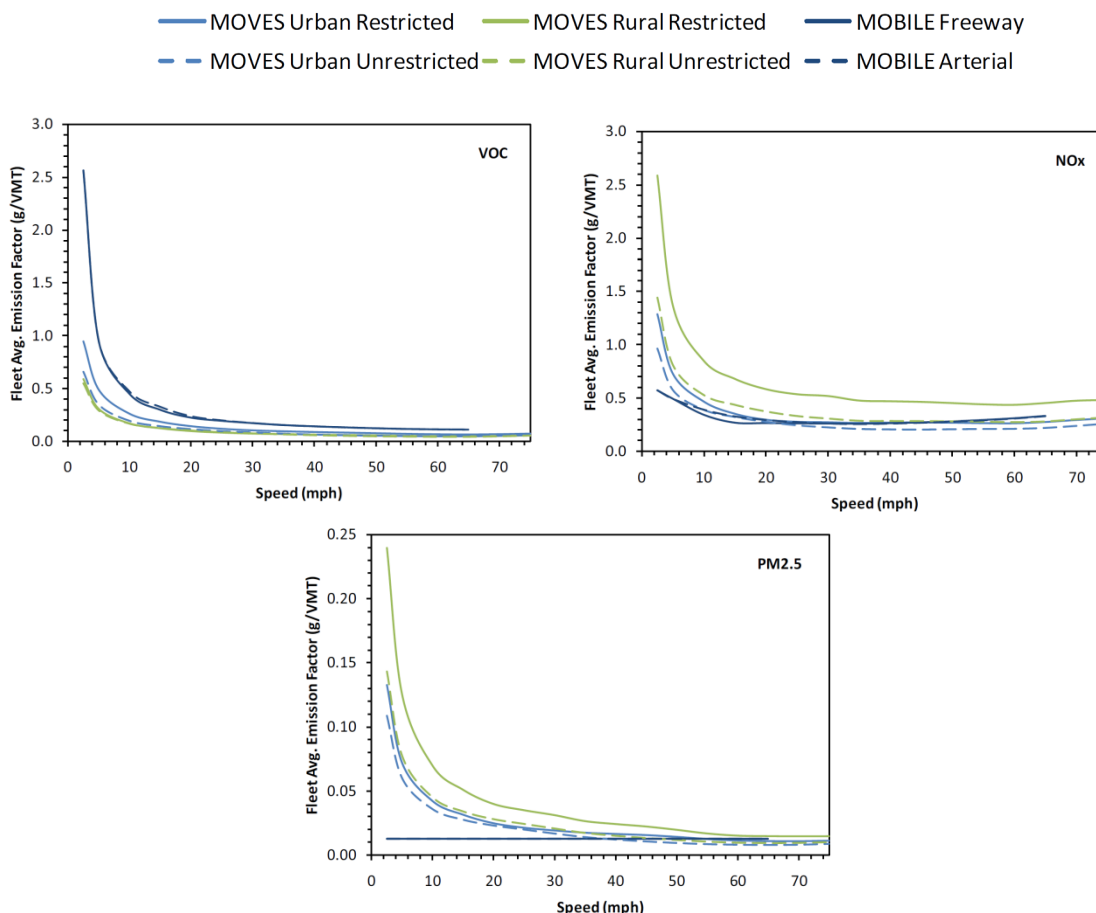 MOVES Urban Restricted MOVES Rural Restricted MOBILE Freeway
MOVES Urban Unrestricted MOVES Rural Unrestricted MOBILE Arterial
VOC
Fleet Avg. Emission Factor (g/VMT)
3.0
2.5
2.0
1.5
1.0
0.5
0.0
0 10 20 30 40 50 60 70
Speed (mph)
NOx
Fleet Avg. Emission Factor (g/VMT)
3.0
2.5
2.0
1.5
1.0
0.5
0.0
0 10 20 30 40 50 60 70
Speed (mph)
PM2.5
Fleet Avg. Emission Factor (g/VMT)
0.25
0.20
0.15
0.10
0.05
0.00
0 10 20 30 40 50 60 70
Speed (mph)